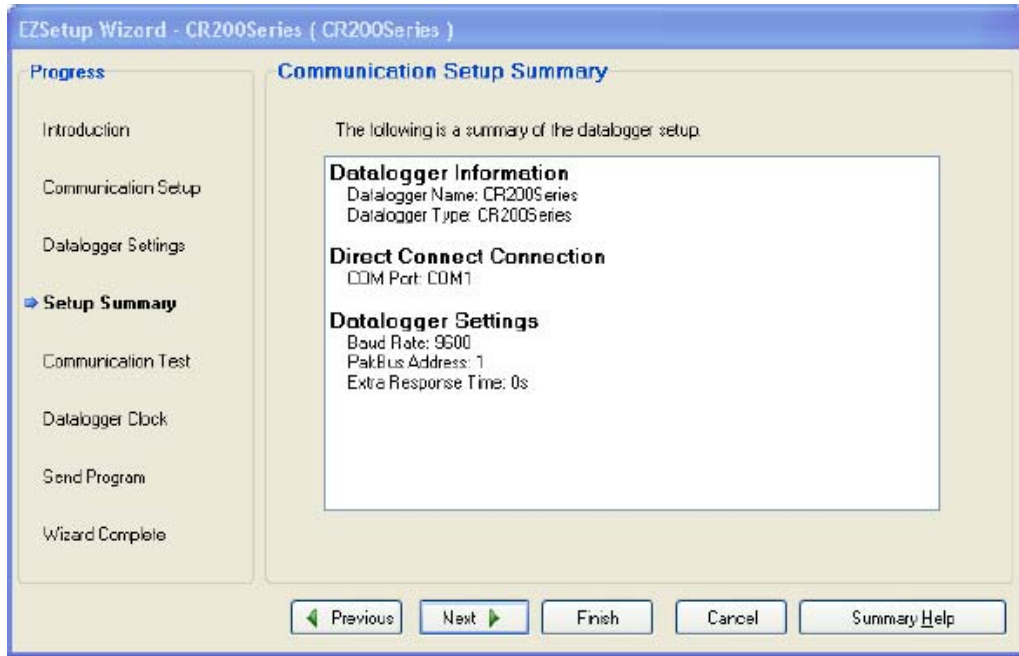 EZSetup Wizard - CR200Series ( CR200Series )
Progress
Introduction
Communication Setup
Datalogger Settings
Setup Summary
Communication Test
Datalogger Clock
Send Program
Wizard Complete
Communication Setup Summary
The following is a summary of the datalogger setup.
Datalogger Information
Datalogger Name: CR200Series
Datalogger Type: CR200Series
Direct Connect Connection
COM Port: COM1
Datalogger Settings
Baud Rate: 9600
PakBus Address: 1
Extra Response Time: 0s
Previous
Next
Finish
Cancel
Summary Help